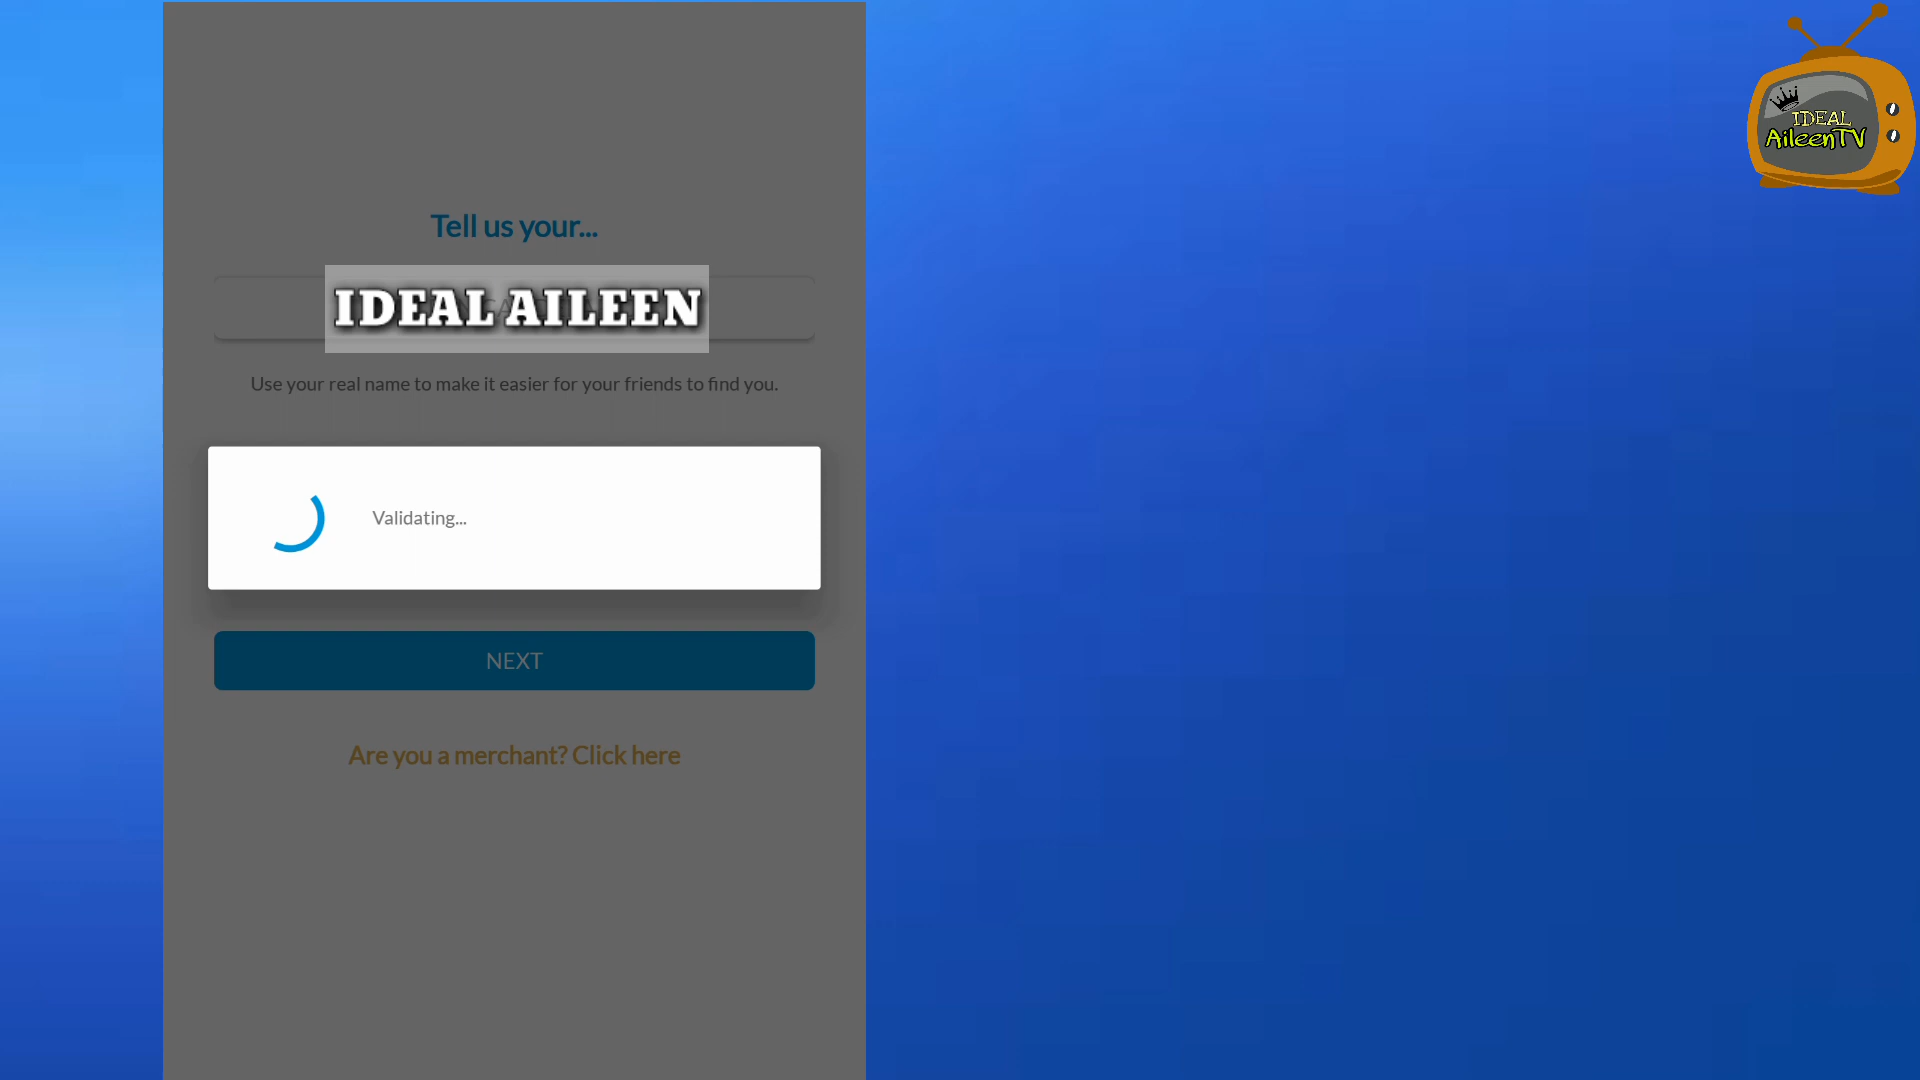 IDEAL
AileenTV
Tell us your...
IDEAL AILEEN
Use your real name to make it easier for your friends to find you.
Validating...
NEXT
Are you a merchant? Click here